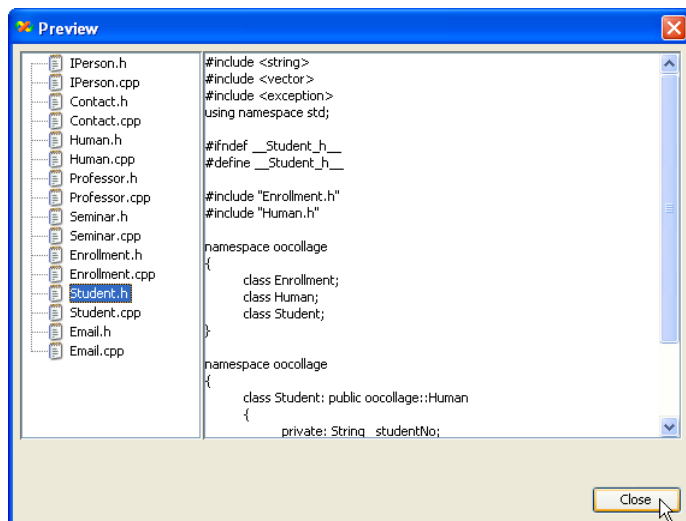 Preview
IPerson.h
IPerson.cpp
Contact.h
Contact.cpp
Human.h
Human.cpp
Professor.h
Professor.cpp
Seminar.h
Seminar.cpp
Enrollment.h
Enrollment.cpp
Student.h
Student.cpp
Email.h
Email.cpp
#include <string>
#include <vector>
#include <exception>
using namespace std;
#ifndef __Student_h__
#define __Student_h__
#include "Enrollment.h"
#include "Human.h"
namespace oocollage
{
class Enrollment;
class Human;
class Student;
}
namespace oocollage
{
class Student: public oocollage::Human
{
private: String _studentNo;
Close